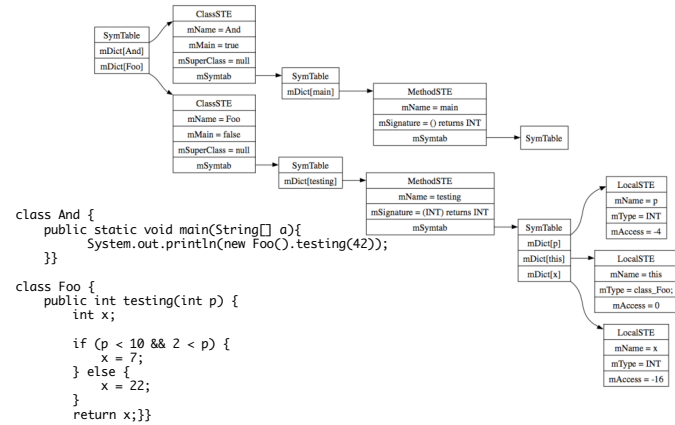 ClassSTE
mName = And
mMain = true
mSuperClass = null
mSymtab
SymTable
mDict[And]
mDict[Foo]
SymTable
mDict[main]
MethodSTE
mName = main
mSignature = () returns INT
mSymtab
SymTable
ClassSTE
mName = Foo
mMain = false
mSuperClass = null
mSymtab
SymTable
mDict[testing]
MethodSTE
mName = testing
mSignature = (INT) returns INT
mSymtab
SymTable
mDict[p]
mDict[this]
mDict[x]
LocalSTE
mName = p
mType = INT
mAccess = -4
LocalSTE
mName = this
mType = class_Foo;
mAccess = 0
LocalSTE
mName = x
mType = INT
mAccess = -16
class And {
    public static void main(String[] a){
        System.out.println(new Foo().testing(42));
    }}
class Foo {
    public int testing(int p) {
        int x;
        if (p < 10 && 2 < p) {
            x = 7;
        } else {
            x = 22;
        }
        return x;}}